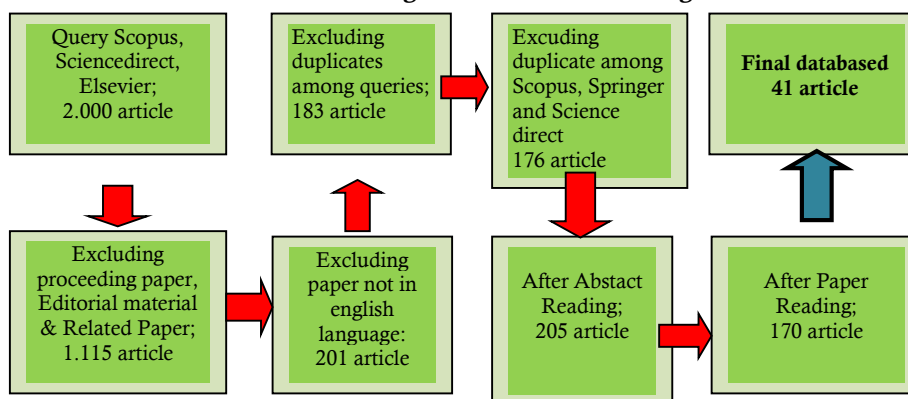 Query Scopus,
Sciencedirect,
Elsevier;
2.000 article
Excluding
proceeding paper,
Editorial material
& Related Paper;
1.115 article
Excluding
paper not in
english
language:
201 article
Excluding
duplicates
among queries;
183 article
Excuding
duplicate among
Scopus, Springer
and Science
direct
176 article
After Abstact
Reading;
205 article
After Paper
Reading;
170 article
Final databased
41 article